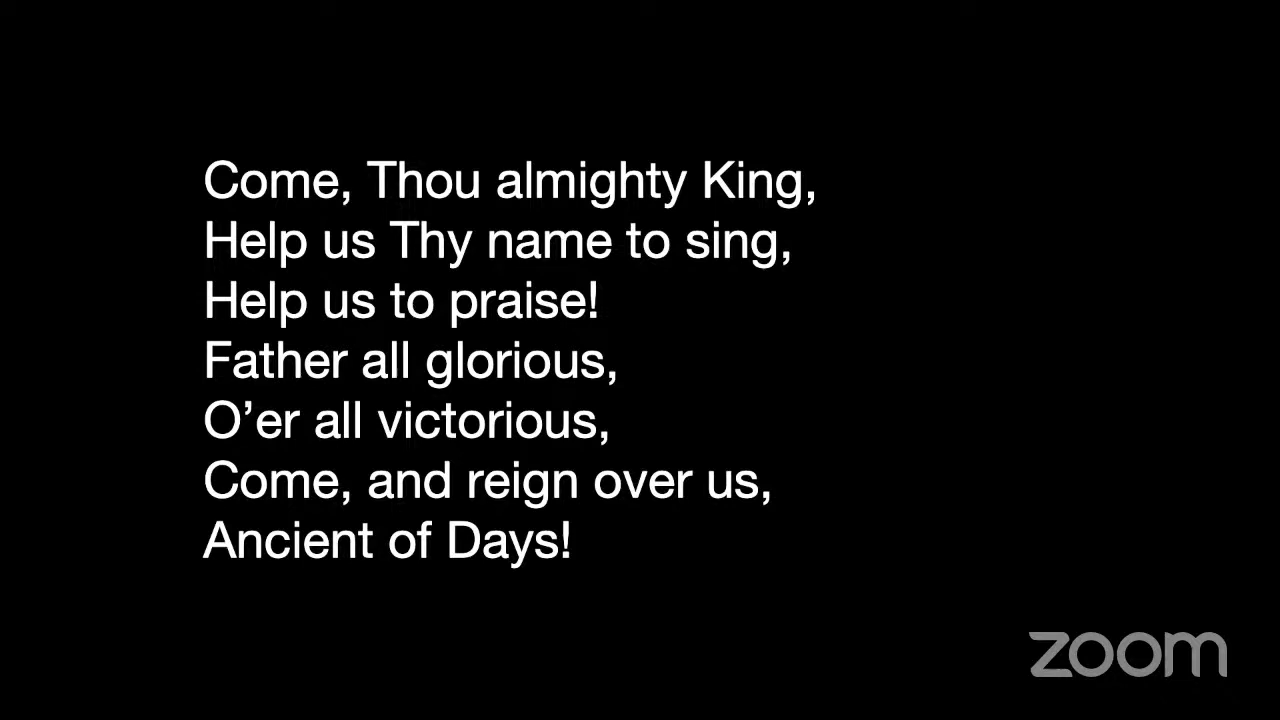 Come, Thou almighty King,
Help us Thy name to sing,
Help us to praise!
Father all glorious,
O’er all victorious,
Come, and reign over us,
Ancient of Days!
zoom